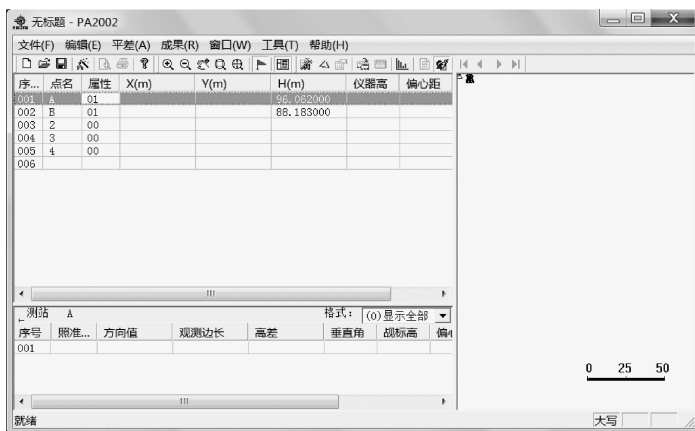 无标题 - PA2002
文件(F) 编辑(E) 平差(A) 成果(R) 窗口(W) 工具(T) 帮助(H)
序... 点名 属性 X(m) Y(m) H(m) 仪器高 偏心距
001 A 01 96.062000
002 B 01 88.183000
003 2 00
004 3 00
005 4 00
006
测站 A 格式: (0)显示全部
序号 照准... 方向值 观测边长 高差 垂直角 觇标高 偏心
001
0 25 50
就绪 大写